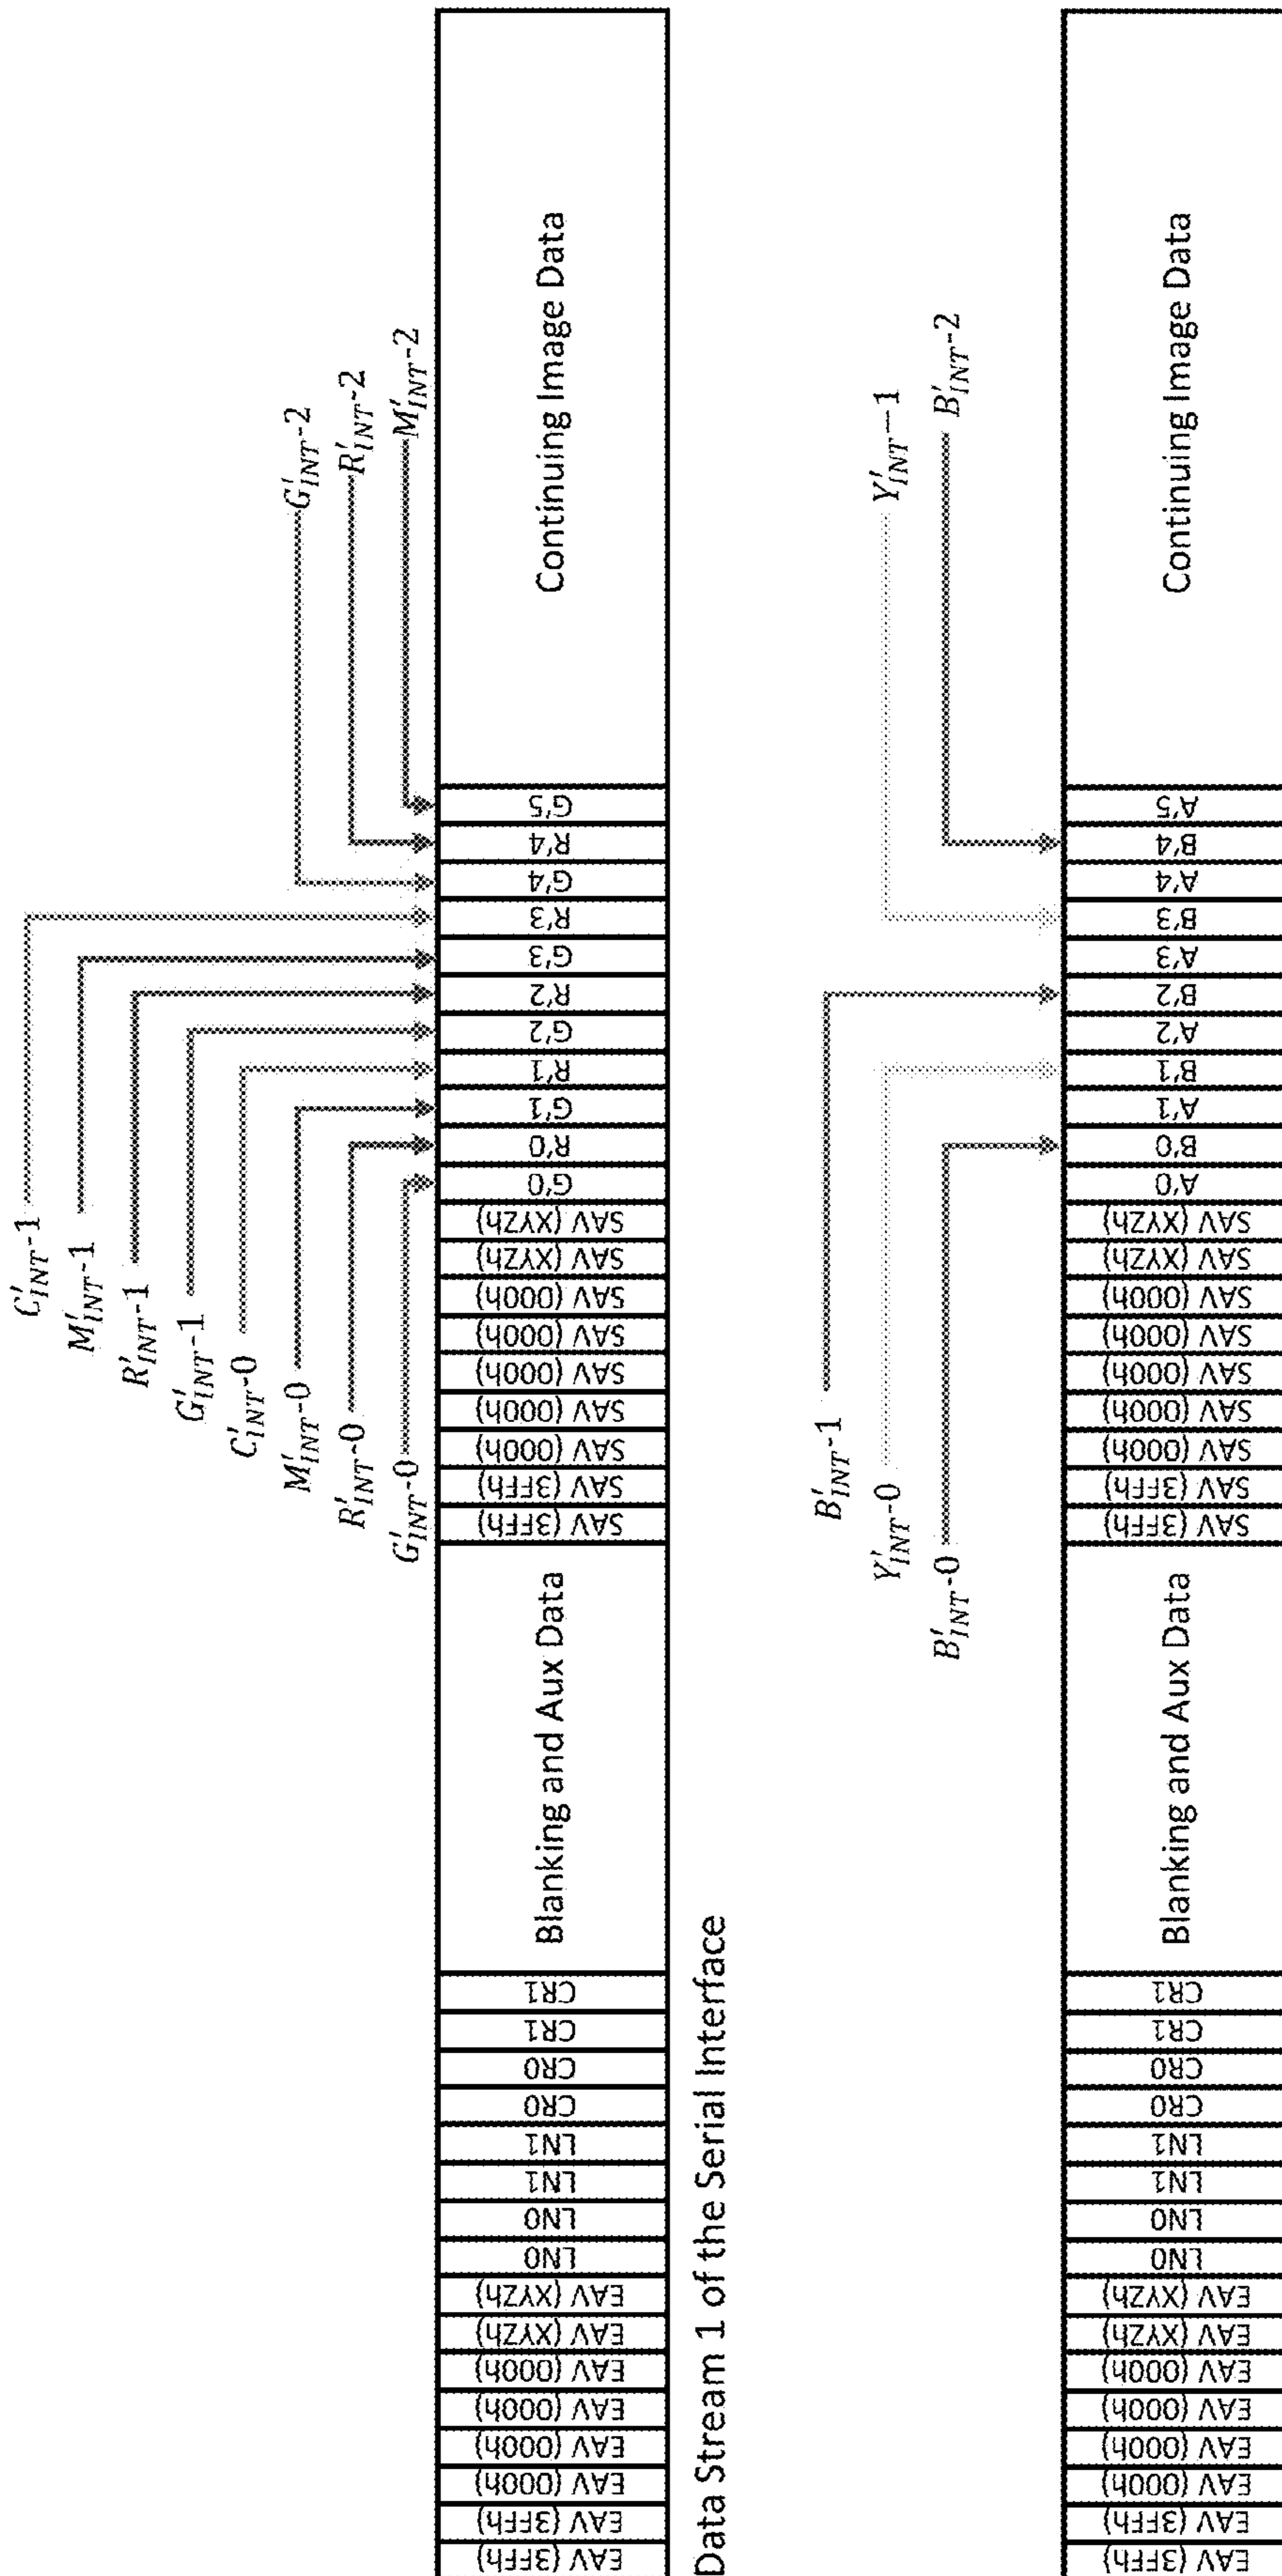 C'INT-1
M'INT-1
R'INT-1
G'INT-1
C'INT-0
M'INT-0
R'INT-0
G'INT-0
G'INT-2
R'INT-2
M'INT-2
EAV (3FFh)
EAV (3FFh)
EAV (000h)
EAV (000h)
EAV (000h)
EAV (000h)
EAV (XYZh)
EAV (XYZh)
LN0
LN0
LN1
LN1
CR0
CR0
CR1
CR1
Blanking and Aux Data
SAV (3FFh)
SAV (3FFh)
SAV (000h)
SAV (000h)
SAV (000h)
SAV (000h)
SAV (000h)
SAV (XYZh)
SAV (XYZh)
G'0
R'0
G'1
R'1
G'2
R'2
G'3
R'3
G'4
R'4
G'5
Continuing Image Data
Data Stream 1 of the Serial Interface
B'INT-1
Y'INT-0
B'INT-0
Y'INT—1
B'INT-2
EAV (3FFh)
EAV (3FFh)
EAV (000h)
EAV (000h)
EAV (000h)
EAV (000h)
EAV (XYZh)
EAV (XYZh)
LN0
LN0
LN1
LN1
CR0
CR0
CR1
CR1
Blanking and Aux Data
SAV (3FFh)
SAV (3FFh)
SAV (000h)
SAV (000h)
SAV (000h)
SAV (000h)
SAV (000h)
SAV (XYZh)
SAV (XYZh)
A'0
B'0
A'1
B'1
A'2
B'2
A'3
B'3
A'4
B'4
A'5
Continuing Image Data